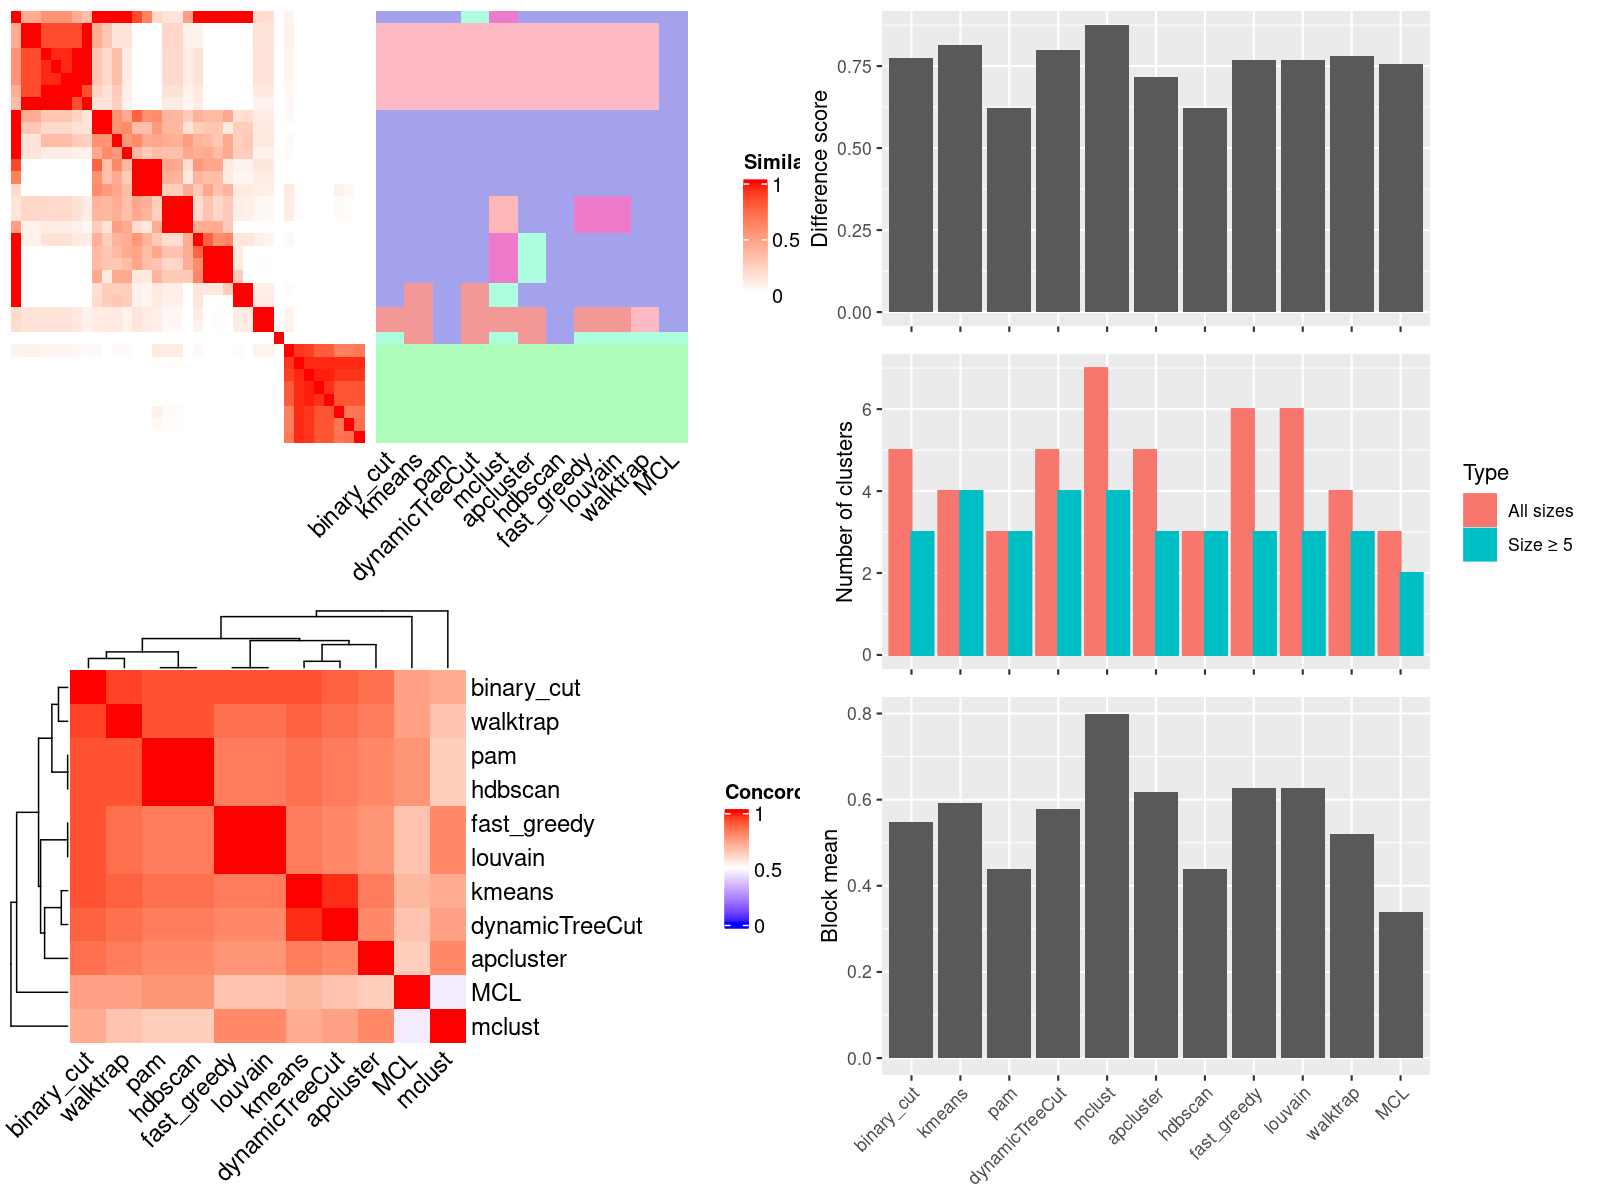 Simila
1
0.5
0
binary_cut
kmeans
pam
dynamicTreeCut
mclust
apcluster
hdbscan
fast_greedy
louvain
walktrap
MCL
binary_cut
walktrap
pam
hdbscan
fast_greedy
louvain
kmeans
dynamicTreeCut
apcluster
MCL
mclust
binary_cut
walktrap
pam
hdbscan
fast_greedy
louvain
kmeans
dynamicTreeCut
apcluster
MCL
mclust
Concord
1
0.5
0
Difference score
0.75
0.50
0.25
0.00
Number of clusters
6
4
2
0
Type
All sizes
Size ≥ 5
Block mean
0.8
0.6
0.4
0.2
0.0
binary_cut
kmeans
pam
dynamicTreeCut
mclust
apcluster
hdbscan
fast_greedy
louvain
walktrap
MCL